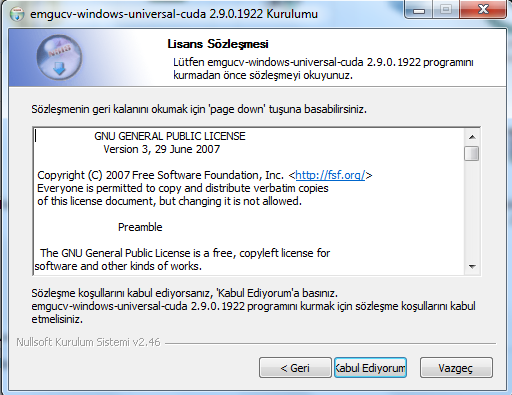 emgucv-windows-universal-cuda 2.9.0.1922 Kurulumu
Lisans Sözleşmesi
Lütfen emgucv-windows-universal-cuda 2.9.0.1922 programını
kurmadan önce sözleşmeyi okuyunuz.
Sözleşmenin geri kalanını okumak için 'page down' tuşuna basabilirsiniz.
GNU GENERAL PUBLIC LICENSE
Version 3, 29 June 2007
Copyright (C) 2007 Free Software Foundation, Inc. <http://fsf.org/>
Everyone is permitted to copy and distribute verbatim copies
of this license document, but changing it is not allowed.
Preamble
The GNU General Public License is a free, copyleft license for
software and other kinds of works.
Sözleşme koşullarını kabul ediyorsanız, 'Kabul Ediyorum'a basınız.
emgucv-windows-universal-cuda 2.9.0.1922 programını kurmak için sözleşme koşullarını kabul
etmelisiniz.
Nullsoft Kurulum Sistemi v2.46
< Geri
Kabul Ediyorum
Vazgeç